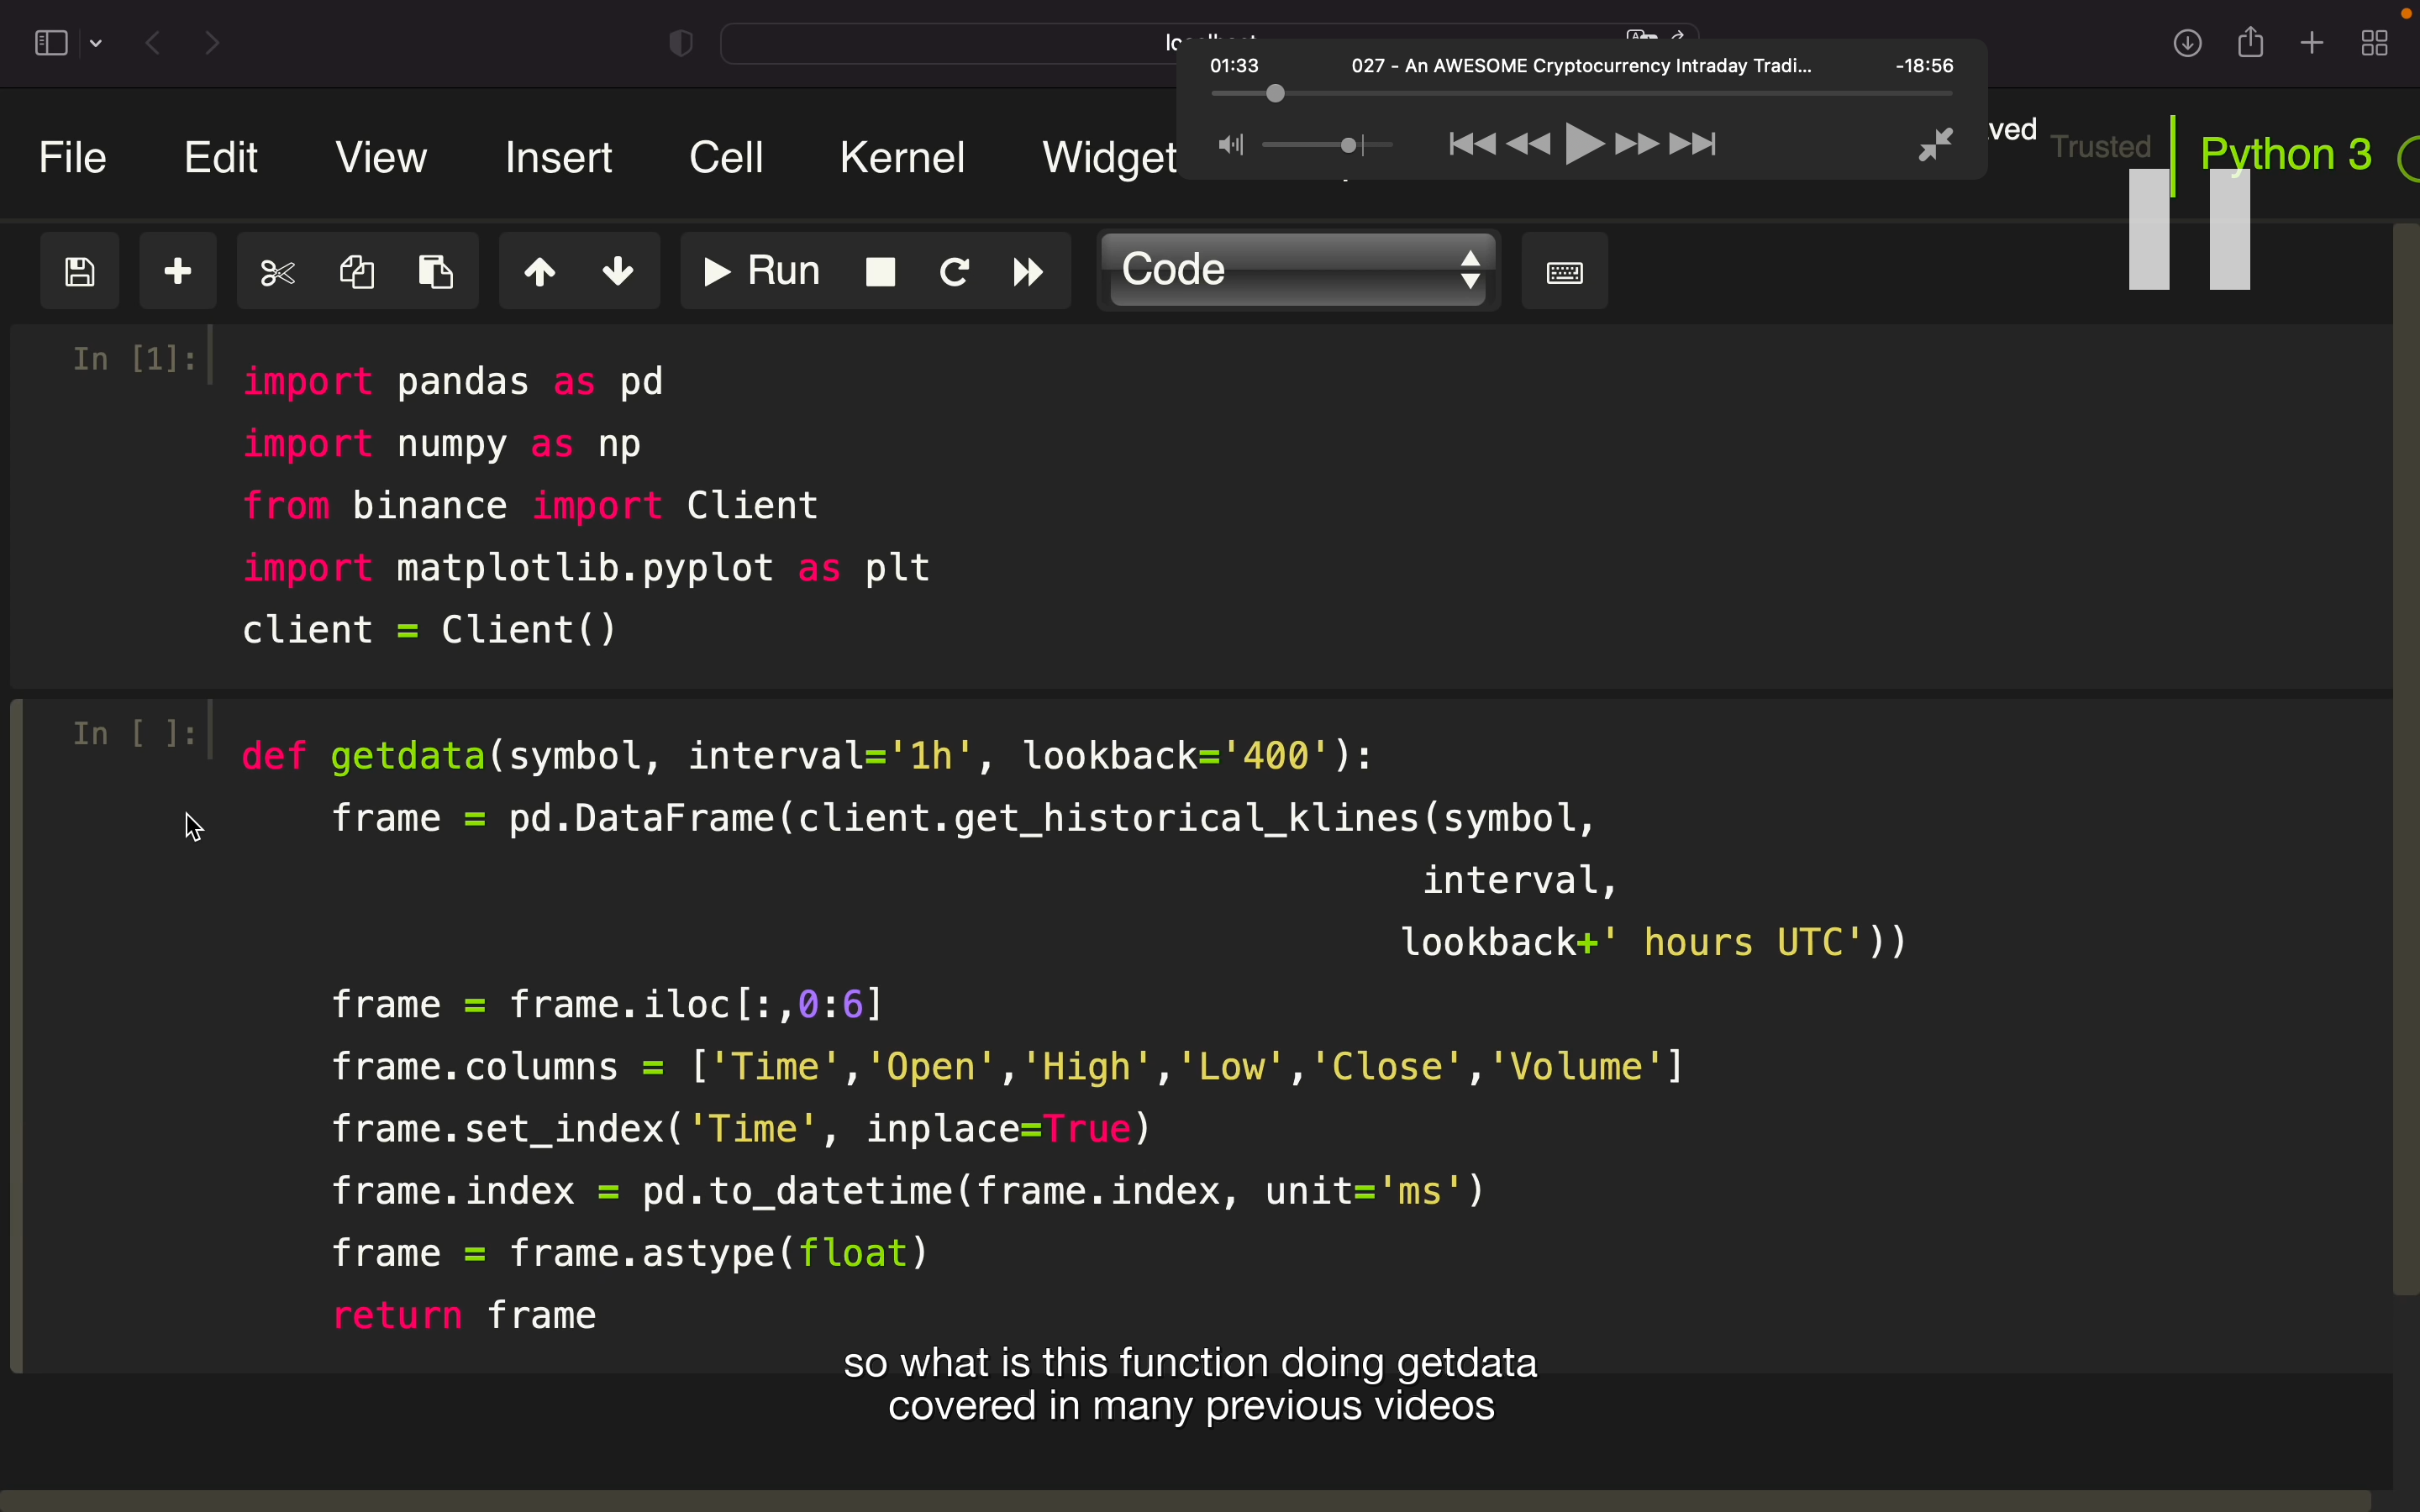 01:33 027 - An AWESOME Cryptocurrency Intraday Tradi... -18:56
File Edit View Insert Cell Kernel Widget Trusted Python 3
Run Code
In [1]:
import pandas as pd
import numpy as np
from binance import Client
import matplotlib.pyplot as plt
client = Client()
In [ ]:
def getdata(symbol, interval='1h', lookback='400'):
    frame = pd.DataFrame(client.get_historical_klines(symbol,
interval,
lookback+' hours UTC'))
    frame = frame.iloc[:,0:6]
    frame.columns = ['Time','Open','High','Low','Close','Volume']
    frame.set_index('Time', inplace=True)
    frame.index = pd.to_datetime(frame.index, unit='ms')
    frame = frame.astype(float)
    return frame
so what is this function doing getdata
covered in many previous videos